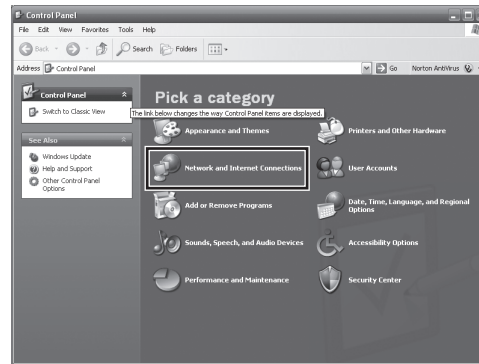 Control Panel
File Edit View Favorites Tools Help
Back Search Folders
Address Control Panel Go Norton AntiVirus
Control Panel
Switch to Classic View
See Also
Windows Update
Help and Support
Other Control Panel
Options
Pick a category
The link below changes the way Control Panel items are displayed.
Appearance and Themes
Printers and Other Hardware
Network and Internet Connections
User Accounts
Add or Remove Programs
Date, Time, Language, and Regional
Options
Sounds, Speech, and Audio Devices
Accessibility Options
Performance and Maintenance
Security Center